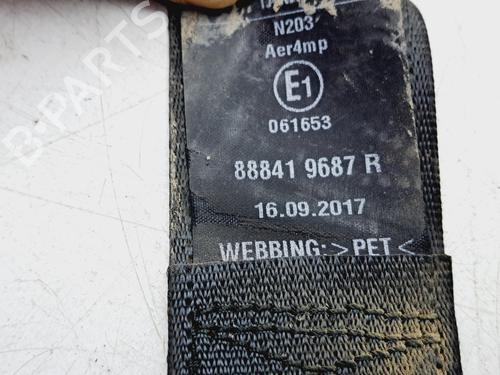 N203
Aer4mp
E1
061653
88841 9687 R
16.09.2017
WEBBING: >PET<
B-PARTS